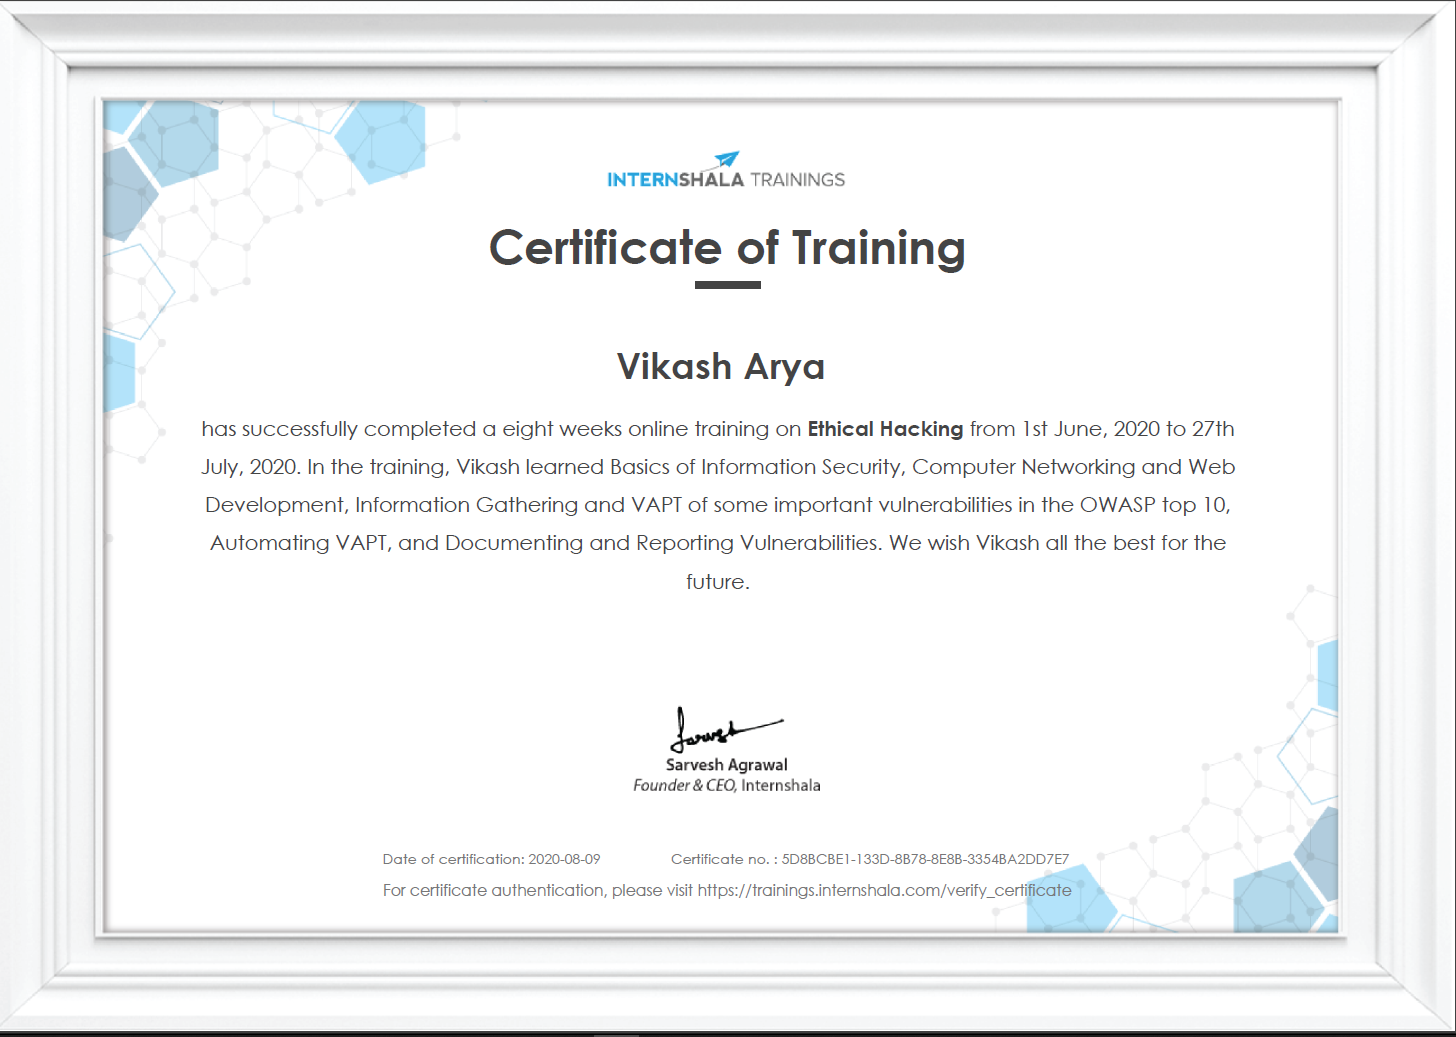 INTERNSHALA TRAININGS
Certificate of Training
Vikash Arya
has successfully completed a eight weeks online training on Ethical Hacking from 1st June, 2020 to 27th
July, 2020. In the training, Vikash learned Basics of Information Security, Computer Networking and Web
Development, Information Gathering and VAPT of some important vulnerabilities in the OWASP top 10,
Automating VAPT, and Documenting and Reporting Vulnerabilities. We wish Vikash all the best for the
future.
Sarvesh
Sarvesh Agrawal
Founder & CEO, Internshala
Date of certification: 2020-08-09 Certificate no. : 5D8BCBE1-133D-8B78-8E8B-3354BA2DD7E7
For certificate authentication, please visit https://trainings.internshala.com/verify_certificate